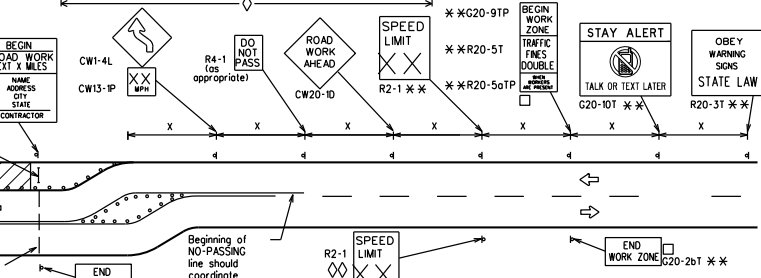 BEGIN
ROAD WORK
NEXT X MILES
NAME
ADDRESS
CITY
STATE
CONTRACTOR
CW1-4L
CW13-1P
XX
MPH
R4-1
(as
appropriate)
DO
NOT
PASS
ROAD
WORK
AHEAD
CW20-1D
SPEED
LIMIT
XX
R2-1 ✳✳
✳✳G20-9TP
✳✳R20-5T
✳✳R20-5aTP
BEGIN
WORK
ZONE
TRAFFIC
FINES
DOUBLE
WHEN
WORKERS
ARE PRESENT
STAY ALERT
TALK OR TEXT LATER
G20-10T ✳✳
OBEY
WARNING
SIGNS
STATE LAW
R20-3T ✳✳
X X X X X X X
Beginning of
NO-PASSING
line should
coordinate
R2-1
SPEED
LIMIT
XX
END
WORK ZONE
G20-2bT ✳✳
END